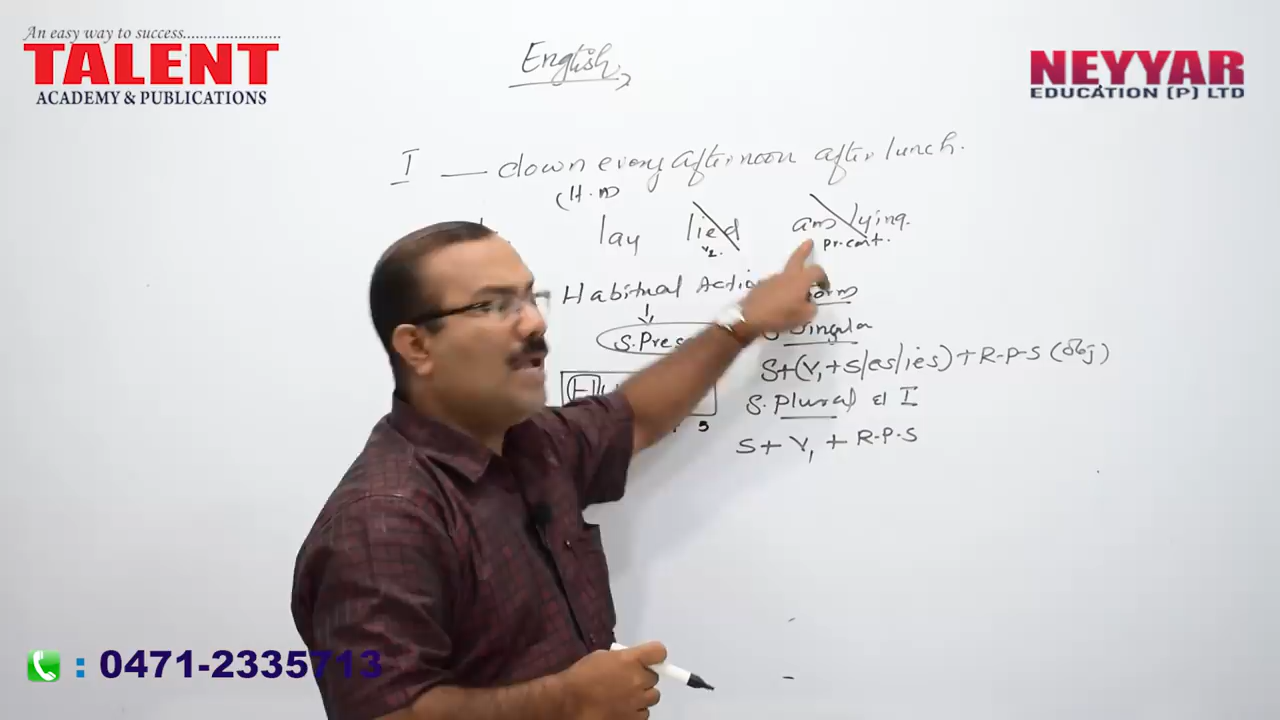 An easy way to success......................
TALENT
ACADEMY & PUBLICATIONS
NEYYAR
EDUCATION (P) LTD
English
I — down every afternoon after lunch.
(H.A)
lay lied am lying.
V2. pr.cont.
Habitual Action
S.Pres
Singular
S+(V1+s/es/ies)+R-P-S (obj)
S.Plural I
5
S+V1+R-P-S
: 0471-2335713